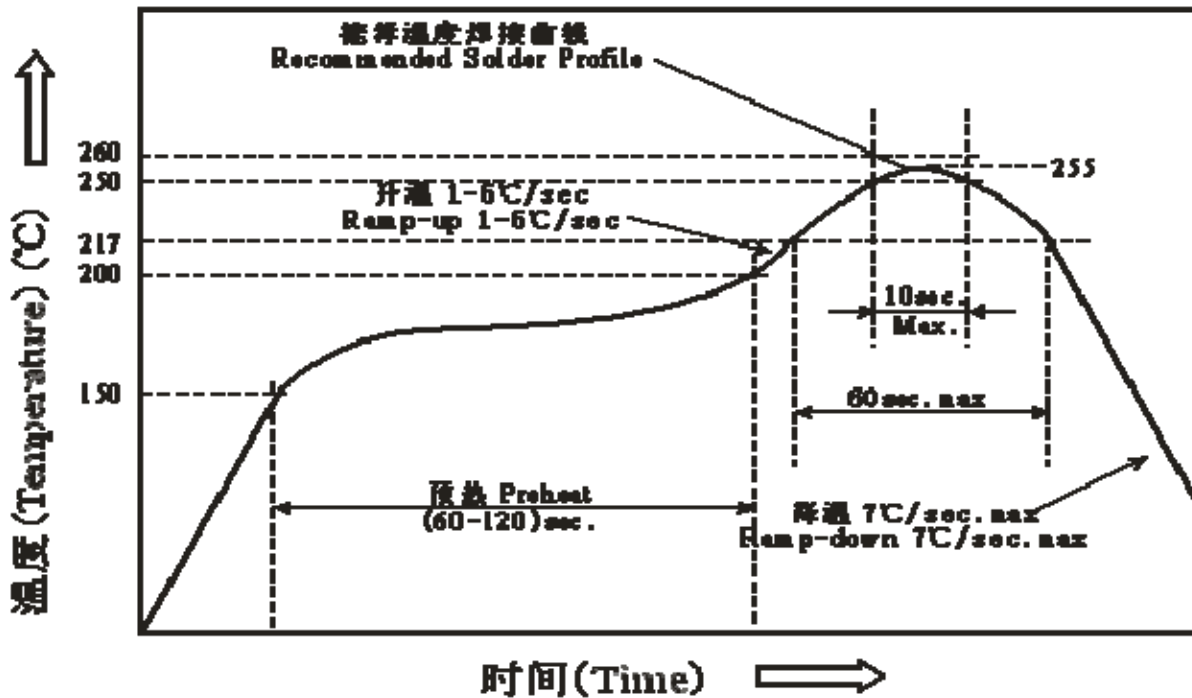 温度焊接曲线
Recommended Solder Profile
260
255
250
升温 1-6℃/sec
Ramp-up 1-6℃/sec
217
200
10sec.
Max.
150
60sec.max
预热 Preheat
(60-120)sec.
降温 7℃/sec.max
Ramp-down 7℃/sec.max
温度(Temperature)(℃)
时间(Time)